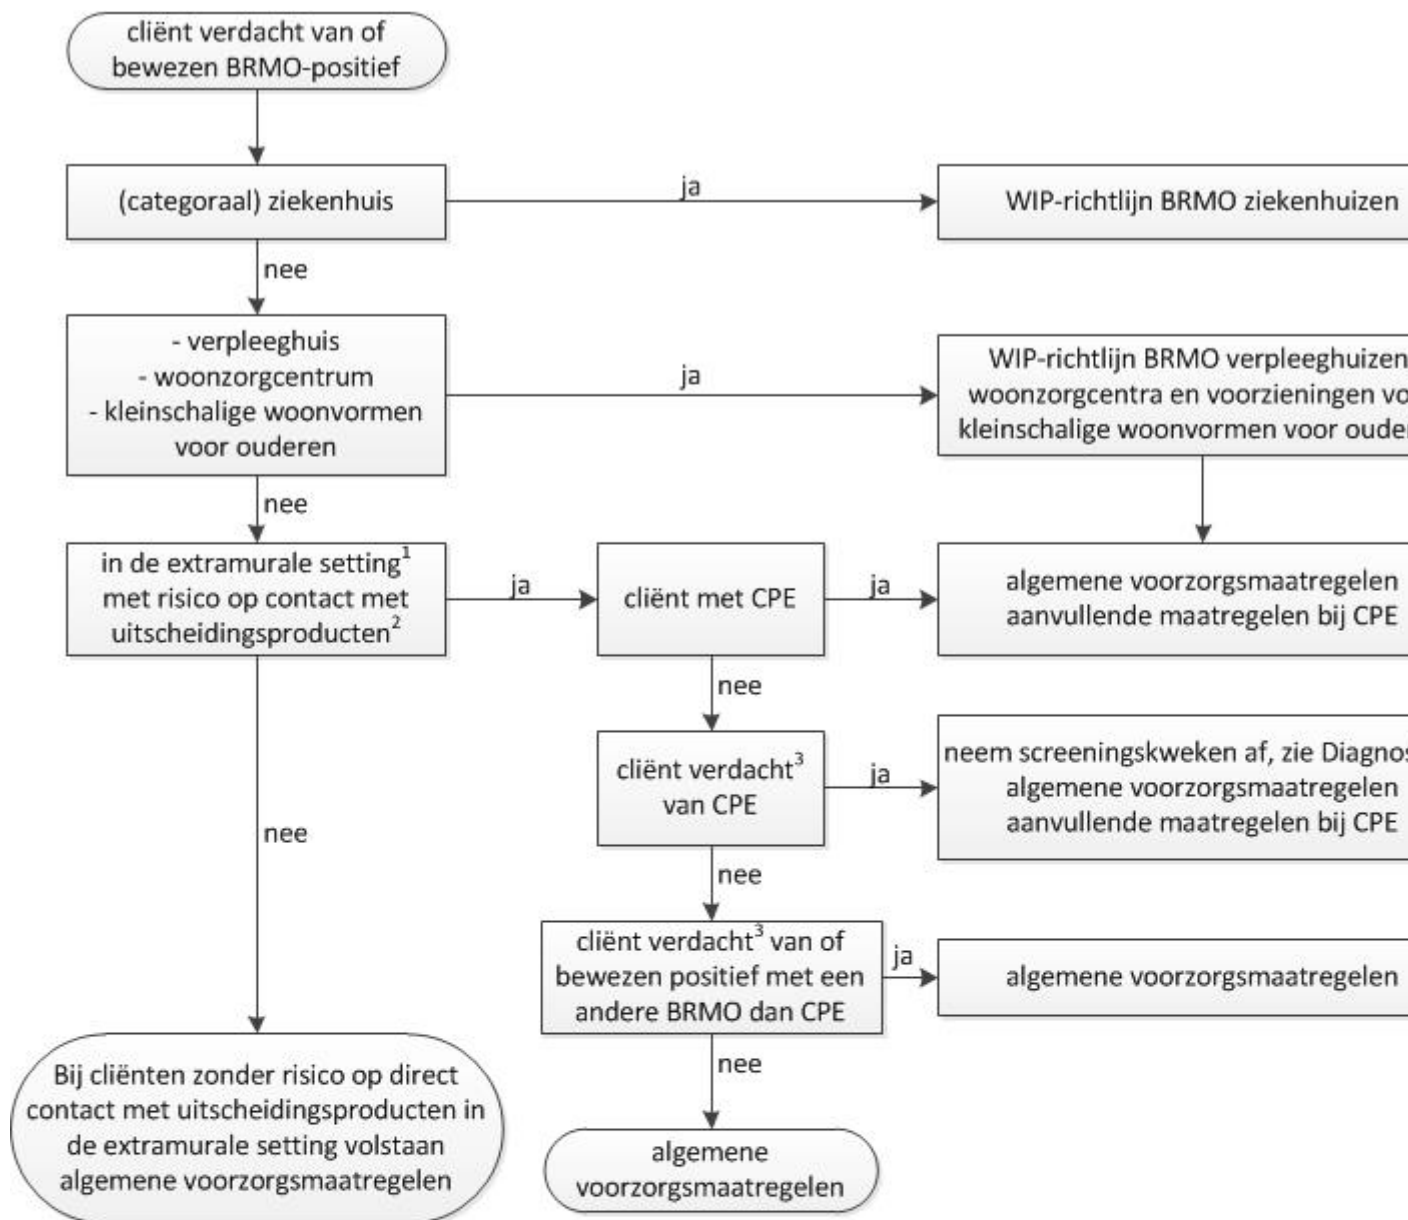 cliënt verdacht van of
bewezen BRMO-positief
(categoraal) ziekenhuis
ja
WIP-richtlijn BRMO ziekenhuizen
nee
- verpleeghuis
- woonzorgcentrum
- kleinschalige woonvormen
voor ouderen
ja
WIP-richtlijn BRMO verpleeghuizen
woonzorgcentra en voorzieningen
kleinschalige woonvormen voor
nee
in de extramurale setting¹
met risico op contact met
uitscheidingsproducten²
ja
cliënt met CPE
ja
algemene voorzorgsmaatregelen
aanvullende maatregelen bij CPE
nee
cliënt verdacht³
van CPE
ja
neem screeningskweken af, zie
algemene voorzorgsmaatregelen
aanvullende maatregelen bij CPE
nee
nee
cliënt verdacht³ van of
bewezen positief met een
andere BRMO dan CPE
ja
algemene voorzorgsmaatregelen
nee
Bij cliënten zonder risico op direct
contact met uitscheidingsproducten in
de extramurale setting volstaan
algemene voorzorgsmaatregelen
algemene
voorzorgsmaatregelen